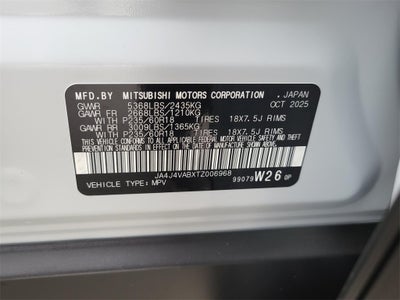 MFD.BY MITSUBISHI MOTORS CORPORATION ,JAPAN
GVWR 5368LBS/2435KG OCT 2025
GAWR FR 2668LBS/1210KG
WITH P235/60R18 TIRES 18X7.5J RIMS
GAWR RR 3009LBS/1365KG
WITH P235/60R18 TIRES 18X7.5J RIMS
THIS VEHICLE CONFORMS TO ALL APPLICABLE FEDERAL MOTOR VEHICLE SAFETY
AND THEFT PREVENTION STANDARDS IN EFFECT ON THE DATE OF MANUFACTURE SHOWN ABOVE.
JA4J4VABXTZ006968
VEHICLE TYPE: MPV 99079 W26 0P